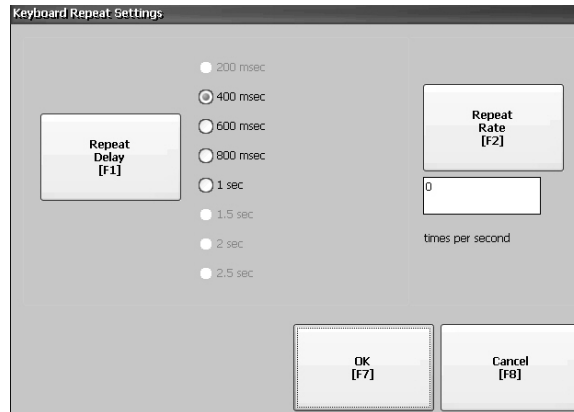 Keyboard Repeat Settings
200 msec
400 msec
600 msec
800 msec
1 sec
1.5 sec
2 sec
2.5 sec
Repeat
Delay
[F1]
Repeat
Rate
[F2]
0
times per second
OK
[F7]
Cancel
[F8]